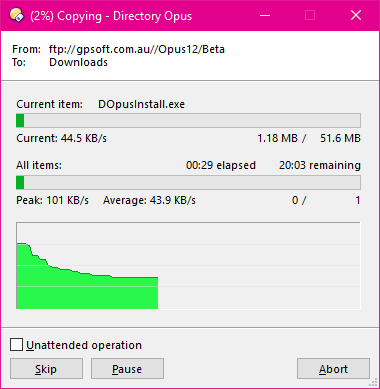 (2%) Copying - Directory Opus
From: ftp://gpsoft.com.au//Opus12/Beta
To: Downloads
Current item: DOpusInstall.exe
Current: 44.5 KB/s 1.18 MB / 51.6 MB
All items: 00:29 elapsed 20:03 remaining
Peak: 101 KB/s Average: 43.9 KB/s 0 / 1
Unattended operation
Skip Pause Abort